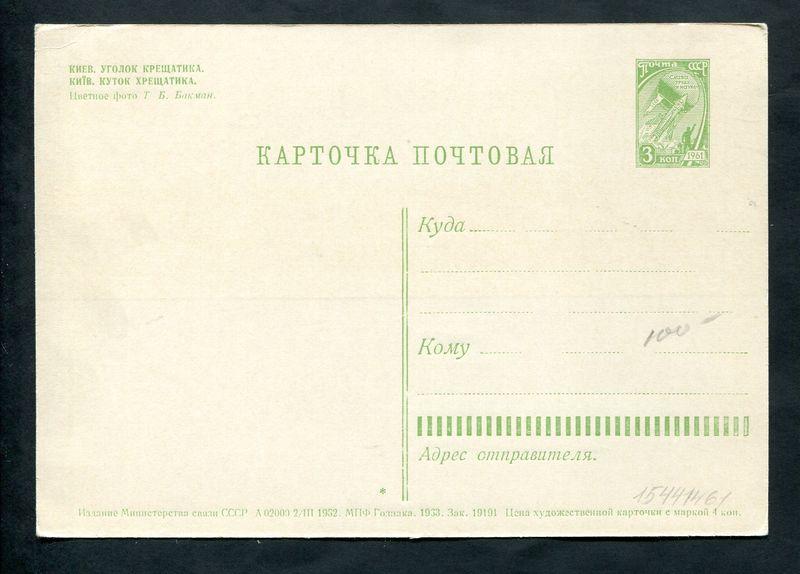 КИЕВ. УГОЛОК КРЕЩАТИКА.
КИЇВ. КУТОК ХРЕЩАТИКА.
Цветное фото Т. Б. Бакман.
ПОЧТА СССР
3 КОП
1961
КАРТОЧКА ПОЧТОВАЯ
Куда
Кому
100
Адрес отправителя.
15441461
*
Издание Министерства связи СССР А 02000 2/III 1962. МПФ Гознака. 1963. Зак. 19191 Цена художественной карточки с маркой 4 коп.